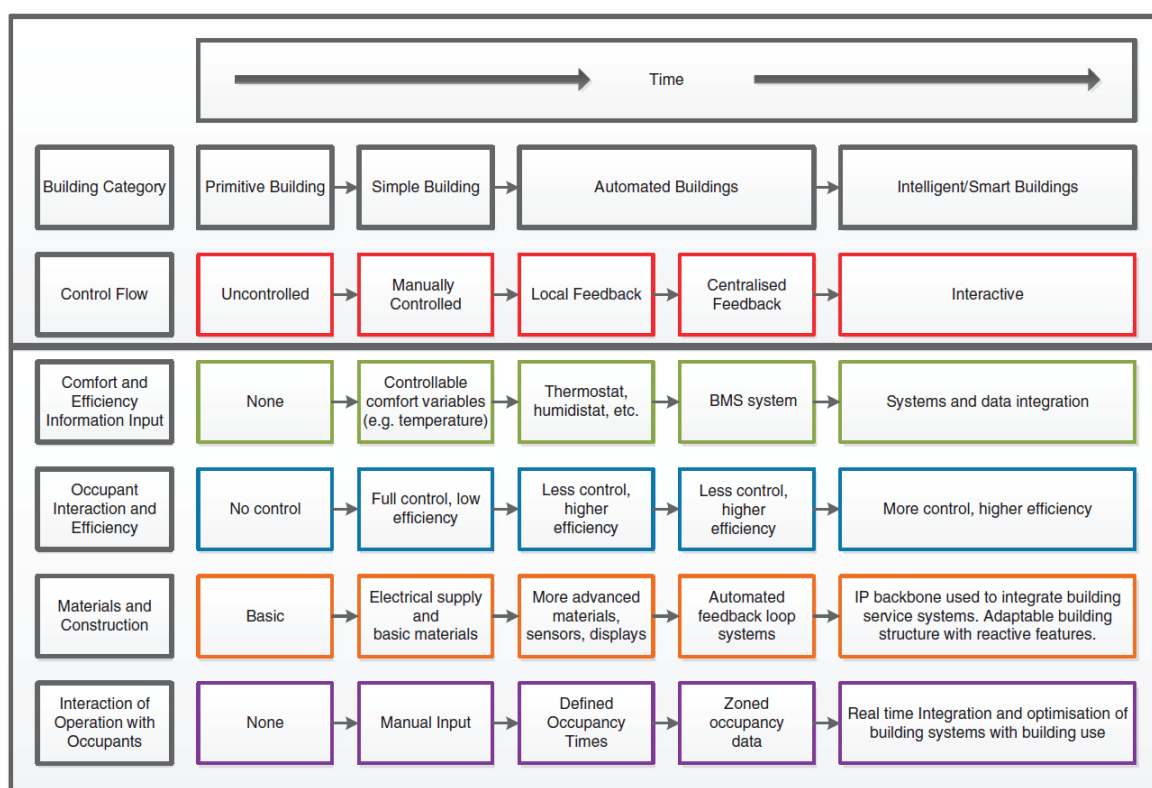 Time
Building Category
Primitive Building
Simple Building
Automated Buildings
Intelligent/Smart Buildings
Control Flow
Uncontrolled
Manually
Controlled
Local Feedback
Centralised
Feedback
Interactive
Comfort and
Efficiency
Information Input
None
Controllable
comfort variables
(e.g. temperature)
Thermostat,
humidistat, etc.
BMS system
Systems and data integration
Occupant
Interaction and
Efficiency
No control
Full control, low
efficiency
Less control,
higher
efficiency
Less control,
higher
efficiency
More control, higher efficiency
Materials and
Construction
Basic
Electrical supply
and
basic materials
More advanced
materials,
sensors, displays
Automated
feedback loop
systems
IP backbone used to integrate building
service systems. Adaptable building
structure with reactive features.
Interaction of
Operation with
Occupants
None
Manual Input
Defined
Occupancy
Times
Zoned
occupancy
data
Real time Integration and optimisation of
building systems with building use